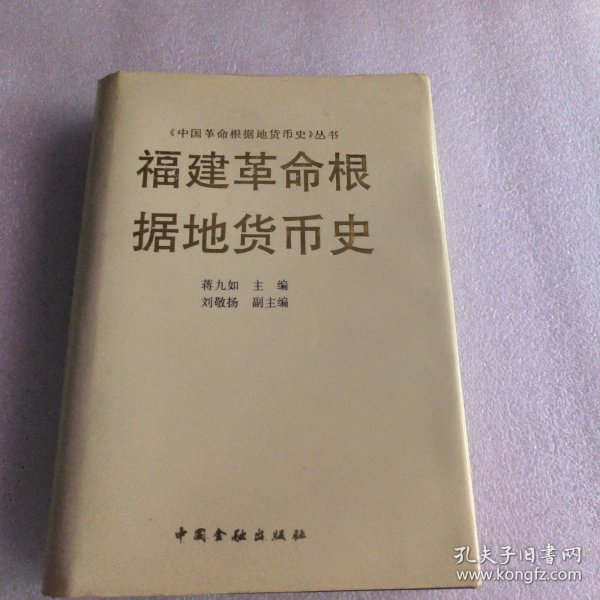 《中国革命根据地货币史》丛书
福建革命根
据地货币史
蒋九如 主 编
刘敬扬 副主编
中国金融出版社
孔夫子旧书网
www.kongfz.com